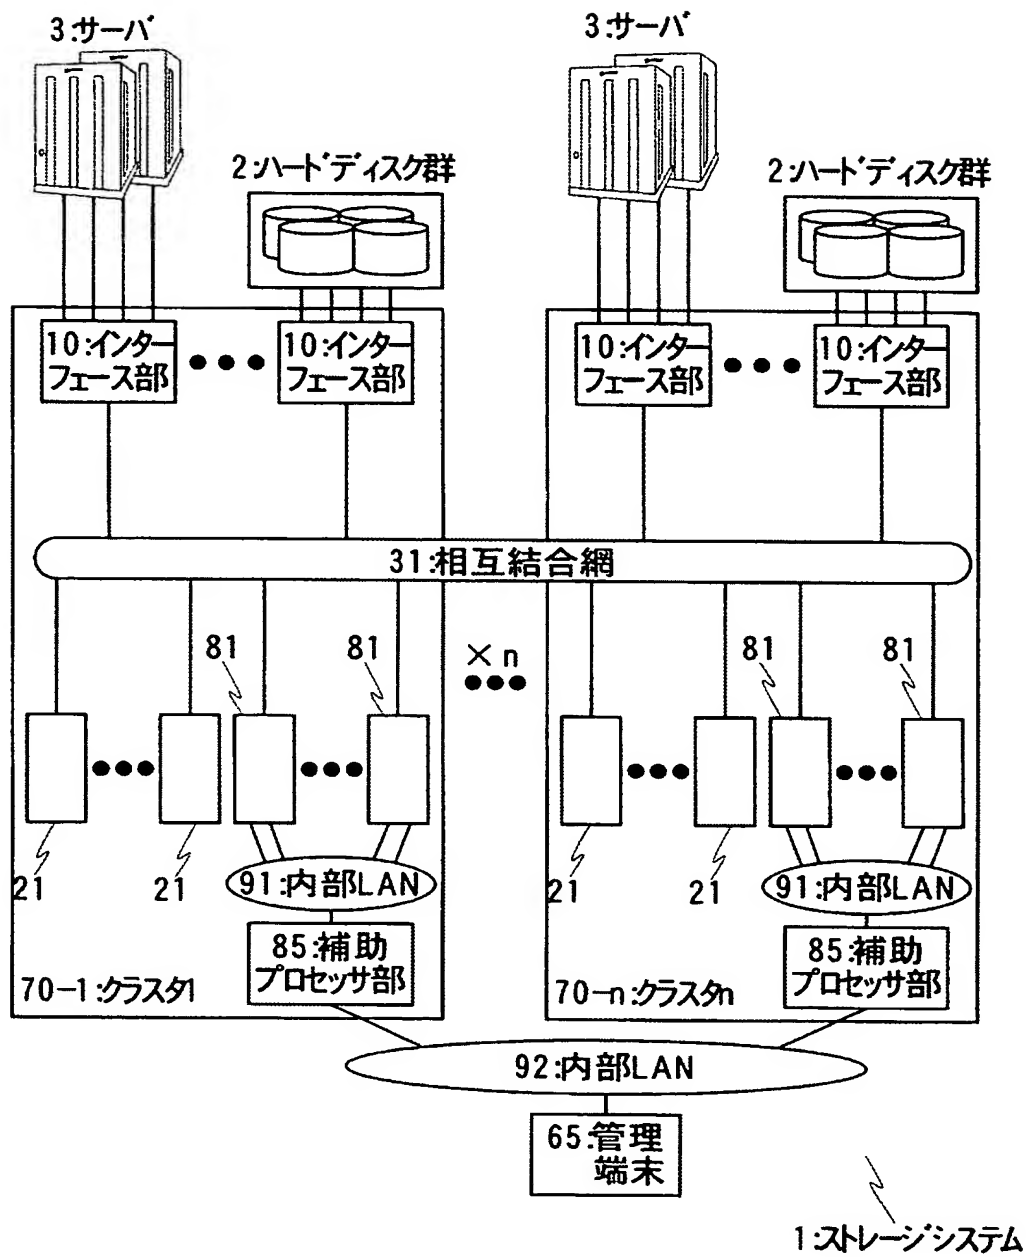 3:サーバ
3:サーバ
2:ハードディスク群
2:ハードディスク群
10:インター
フェース部
10:インター
フェース部
10:インター
フェース部
10:インター
フェース部
31:相互結合網
81
81
×n
81
81
21
21
21
21
91:内部LAN
91:内部LAN
85:補助
プロセッサ部
85:補助
プロセッサ部
70-1:クラスタ1
70-n:クラスタn
92:内部LAN
65:管理
端末
1:ストレージシステム